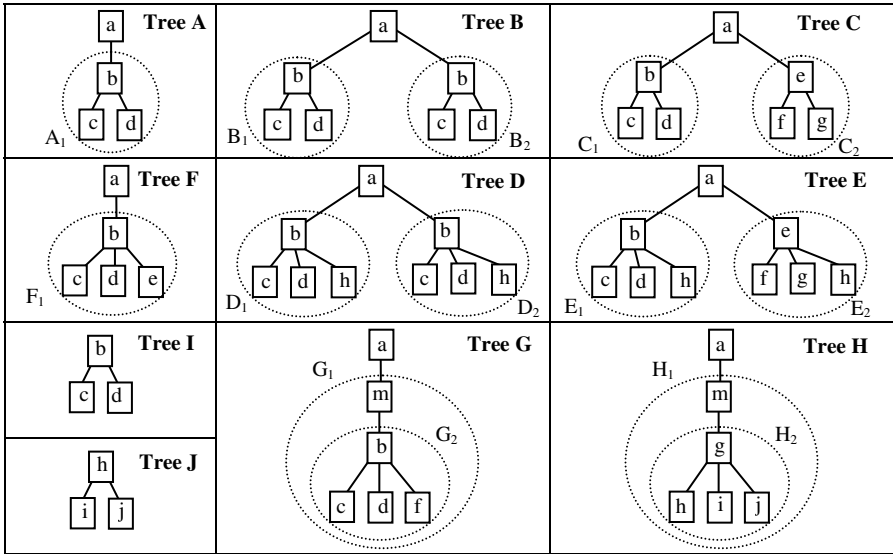 a Tree A
b
c d
A1
a Tree B
b b
c d c d
B1 B2
a Tree C
b e
c d f g
C1 C2
a Tree F
b
c d e
F1
a Tree D
b b
c d h c d h
D1 D2
a Tree E
b e
c d h f g h
E1 E2
b Tree I
c d
h Tree J
i j
a Tree G
G1
m
G2
b
c d f
a Tree H
H1
m
H2
g
h i j